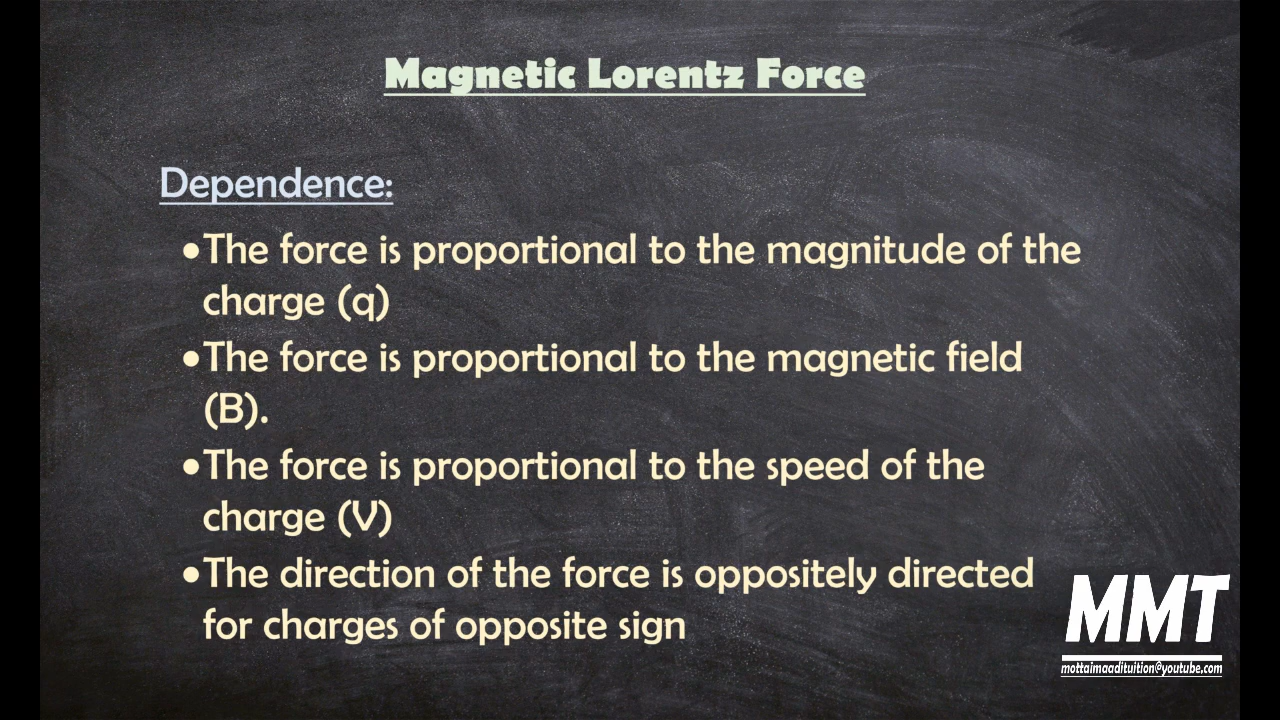 Magnetic Lorentz Force
Dependence:
•The force is proportional to the magnitude of the
charge (q)
•The force is proportional to the magnetic field
(B).
•The force is proportional to the speed of the
charge (V)
•The direction of the force is oppositely directed
for charges of opposite sign
MMT
mottaimaadituition@youtube.com